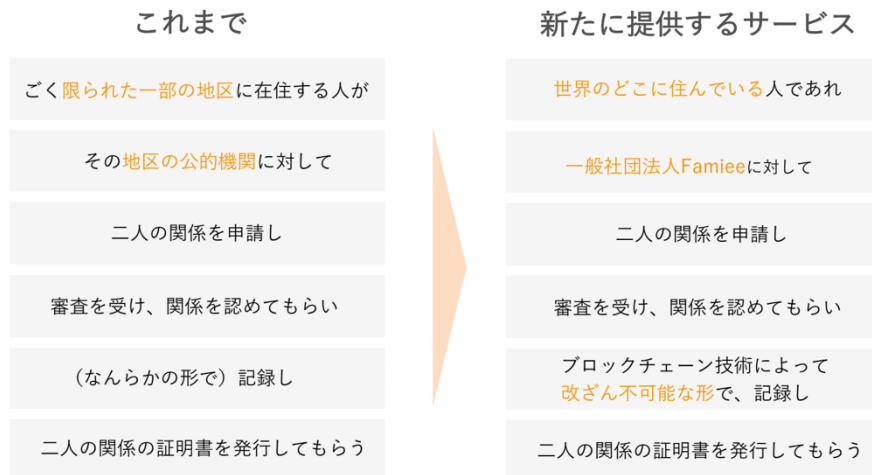 これまで
ごく限られた一部の地区に在住する人が
その地区の公的機関に対して
二人の関係を申請し
審査を受け、関係を認めてもらい
（なんらかの形で）記録し
二人の関係の証明書を発行してもらう
新たに提供するサービス
世界のどこに住んでいる人であれ
一般社団法人Famieeに対して
二人の関係を申請し
審査を受け、関係を認めてもらい
ブロックチェーン技術によって
改ざん不可能な形で、記録し
二人の関係の証明書を発行してもらう